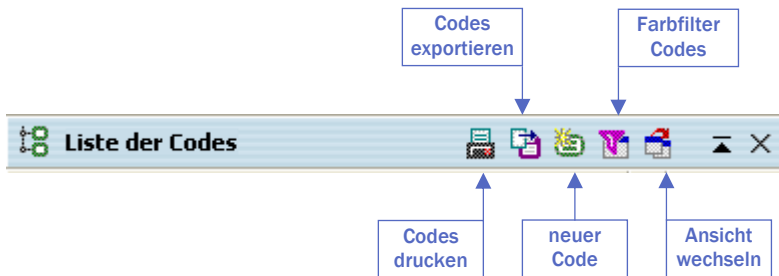 Codes
exportieren
Farbfilter
Codes
Liste der Codes
Codes
drucken
neuer
Code
Ansicht
wechseln